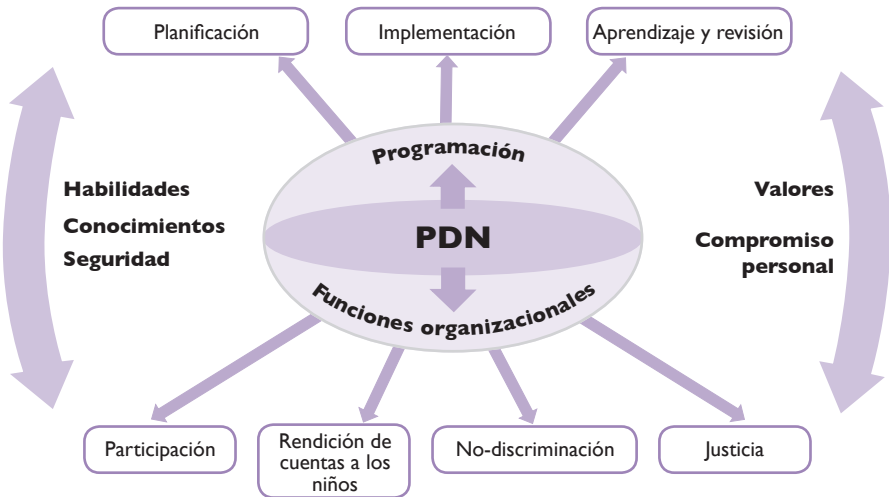 Planificación
Implementación
Aprendizaje y revisión
Programación
Habilidades
Conocimientos
Seguridad
PDN
Valores
Compromiso
personal
Funciones organizacionales
Participación
Rendición de
cuentas a los
niños
No-discriminación
Justicia